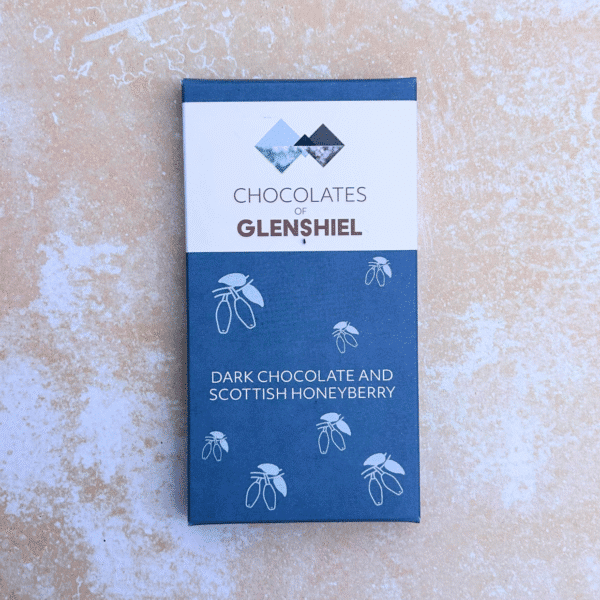 CHOCOLATES
OF
GLENSHIEL
DARK CHOCOLATE AND
SCOTTISH HONEYBERRY